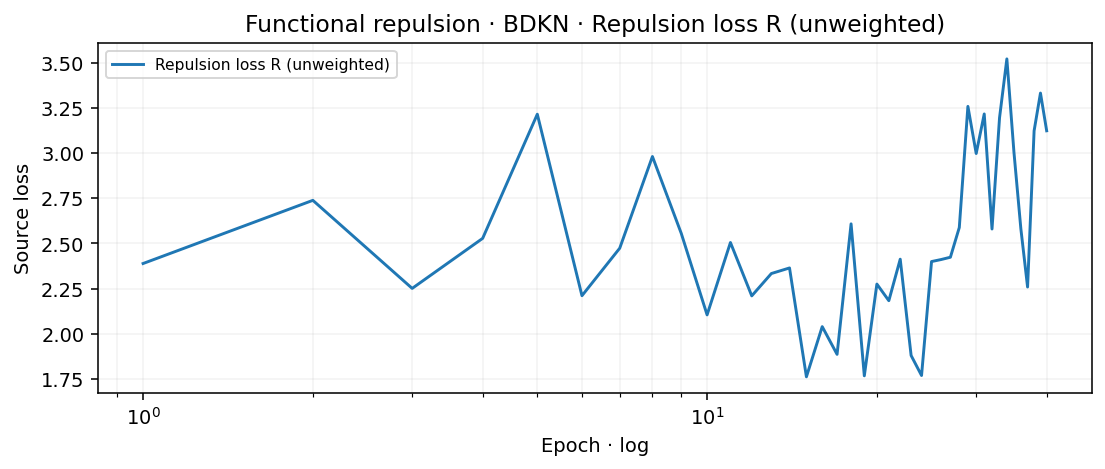 Functional repulsion · BDKN · Repulsion loss R (unweighted)
Repulsion loss R (unweighted)
Source loss
3.50
3.25
3.00
2.75
2.50
2.25
2.00
1.75
10⁰
10¹
Epoch · log